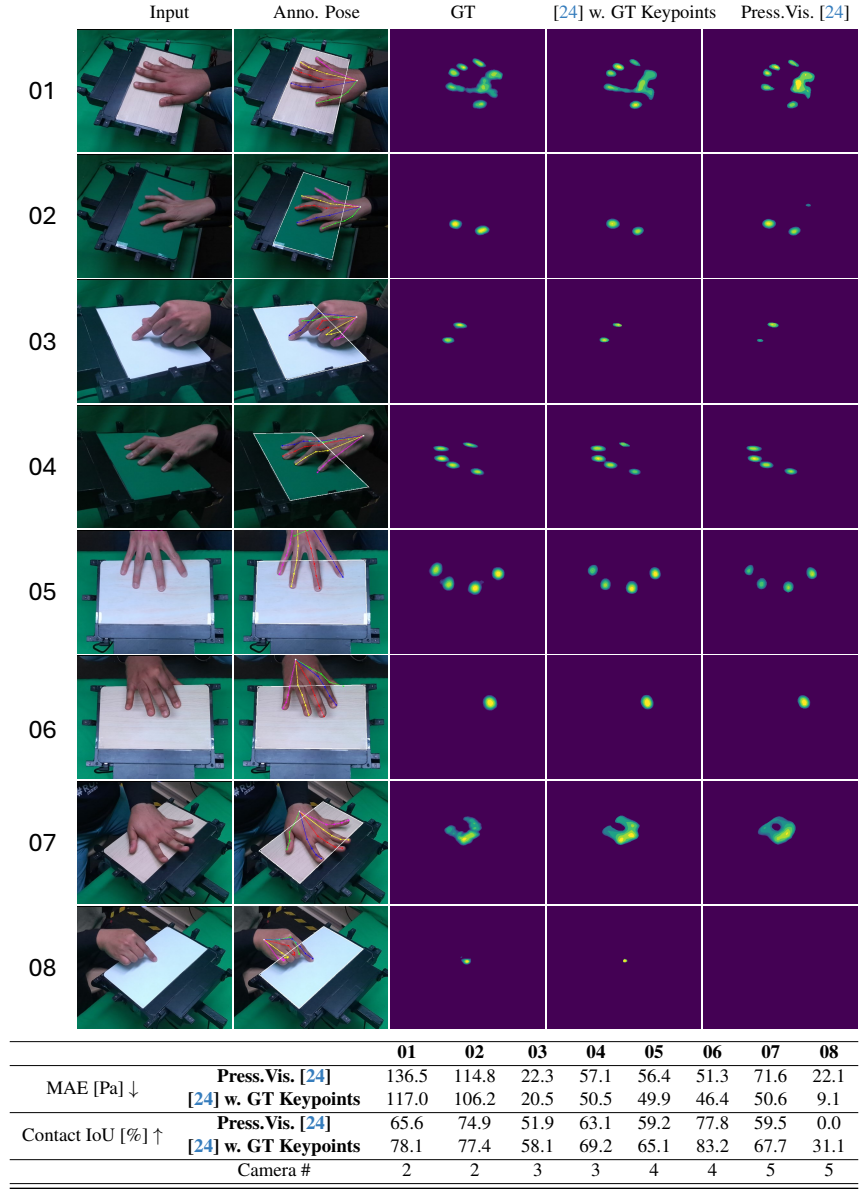 Input Anno. Pose GT [24] w. GT Keypoints Press.Vis. [24]
01
02
03
04
05
06
07
08
01 02 03 04 05 06 07 08
MAE [Pa] ↓ Press.Vis. [24] 136.5 114.8 22.3 57.1 56.4 51.3 71.6 22.1
[24] w. GT Keypoints 117.0 106.2 20.5 50.5 49.9 46.4 50.6 9.1
Contact IoU [%] ↑ Press.Vis. [24] 65.6 74.9 51.9 63.1 59.2 77.8 59.5 0.0
[24] w. GT Keypoints 78.1 77.4 58.1 69.2 65.1 83.2 67.7 31.1
Camera # 2 2 3 3 4 4 5 5